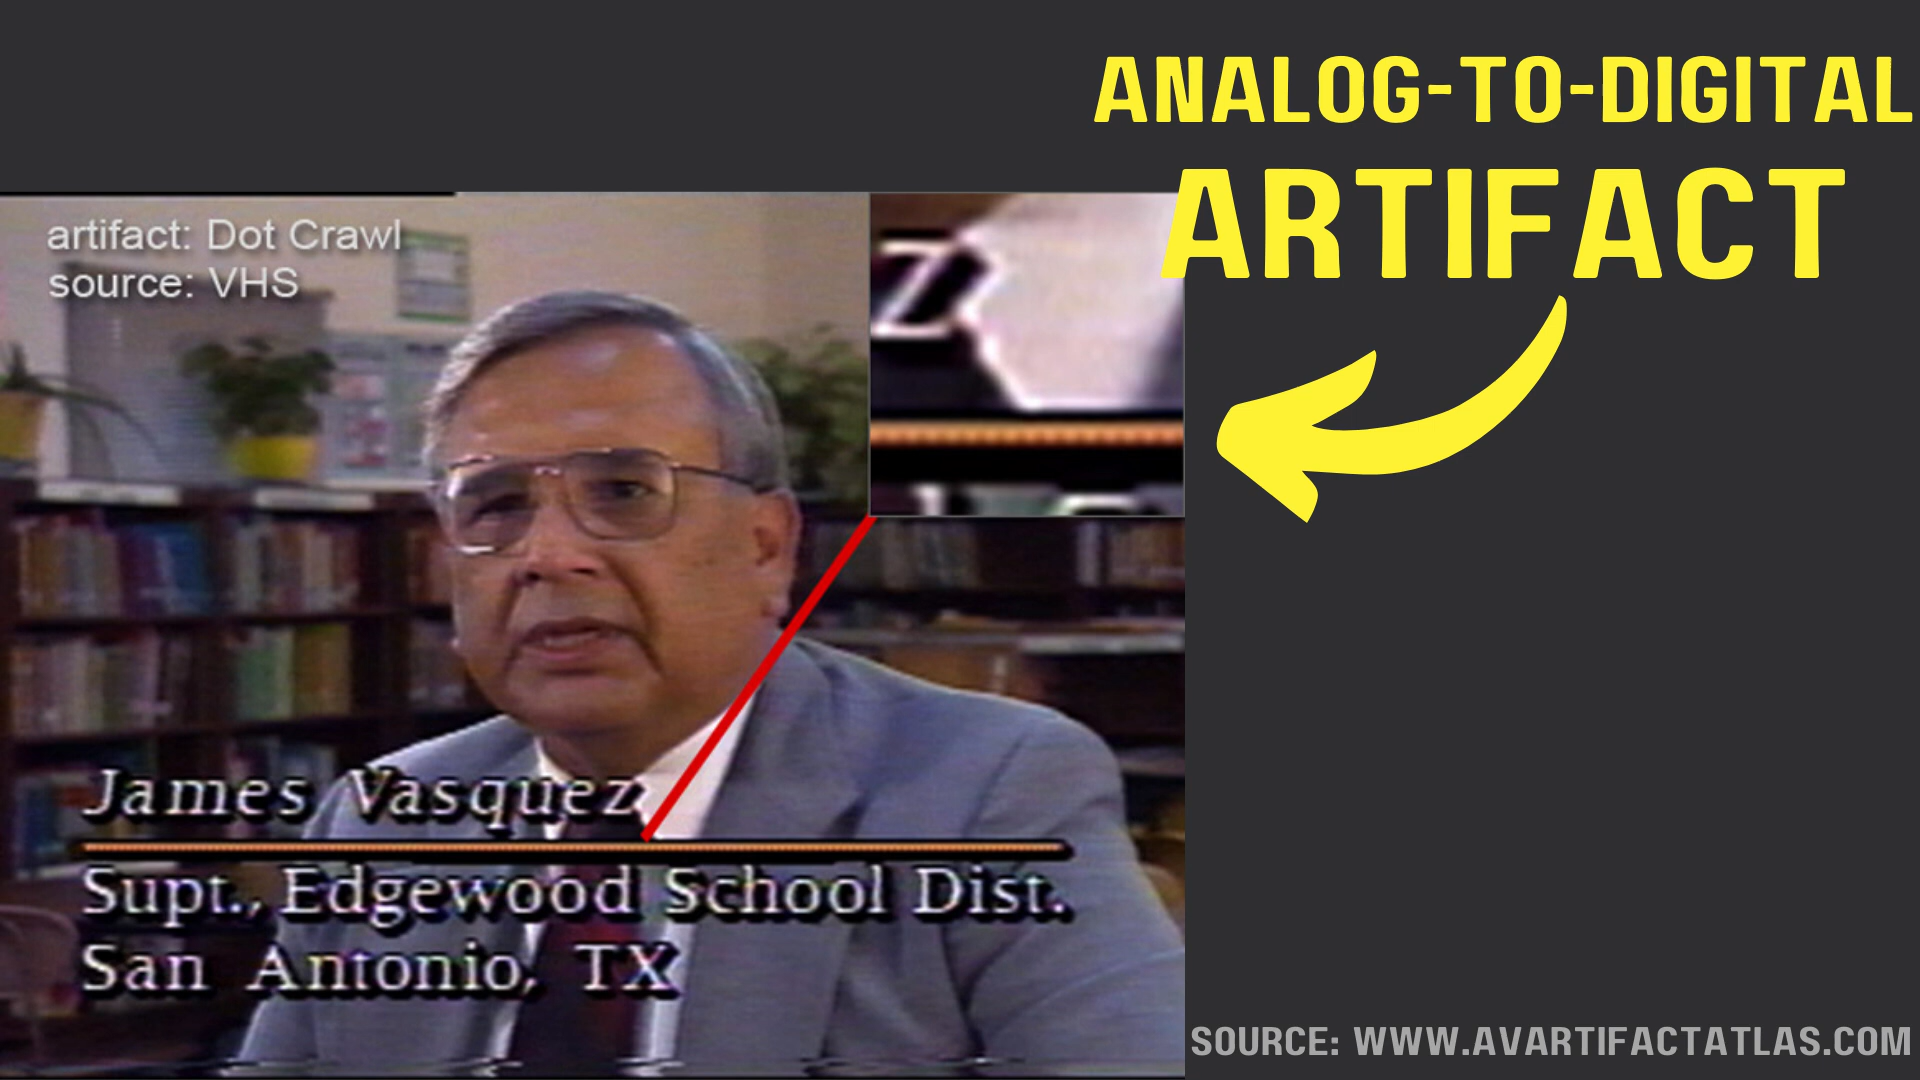 ANALOG-TO-DIGITAL
ARTIFACT
artifact: Dot Crawl
source: VHS
Z
James Vasquez
Supt., Edgewood School Dist.
San Antonio, TX
SOURCE: WWW.AVARTIFACTATLAS.COM